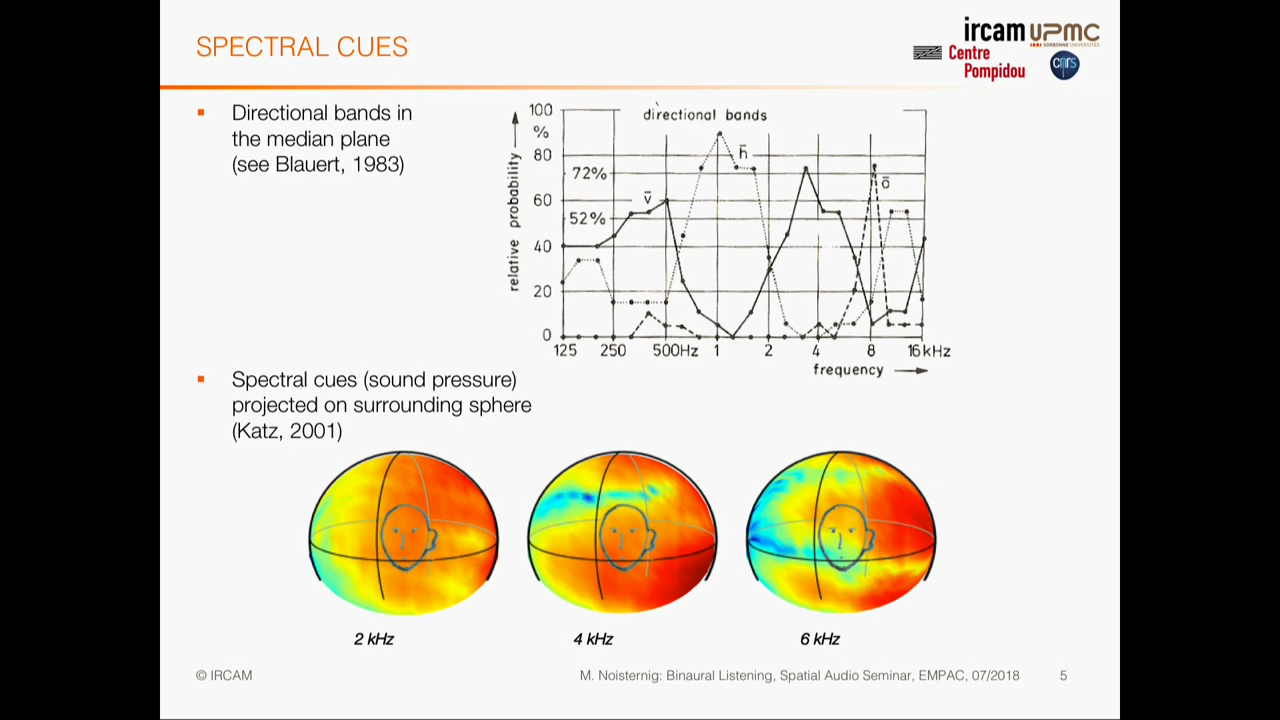 SPECTRAL CUES
ircam UPMC
SORBONNE UNIVERSITÉS
Centre
Pompidou
cnrs
Directional bands in
the median plane
(see Blauert, 1983)
directional bands
relative probability
100
%
80
72%
60
52%
40
20
0
v̄
h̄
ā
125 250 500Hz 1 2 4 8 16 kHz
frequency
Spectral cues (sound pressure)
projected on surrounding sphere
(Katz, 2001)
2 kHz 4 kHz 6 kHz
© IRCAM M. Noisternig: Binaural Listening, Spatial Audio Seminar, EMPAC, 07/2018 5